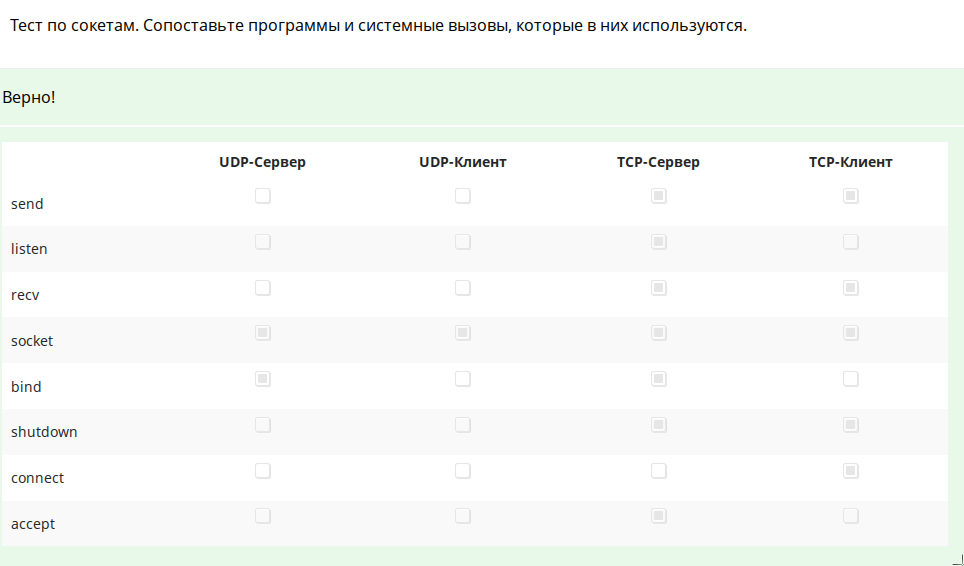 Тест по сокетам. Сопоставьте программы и системные вызовы, которые в них используются.
Верно!
UDP-Сервер UDP-Клиент TCP-Сервер TCP-Клиент
send
listen
recv
socket
bind
shutdown
connect
accept